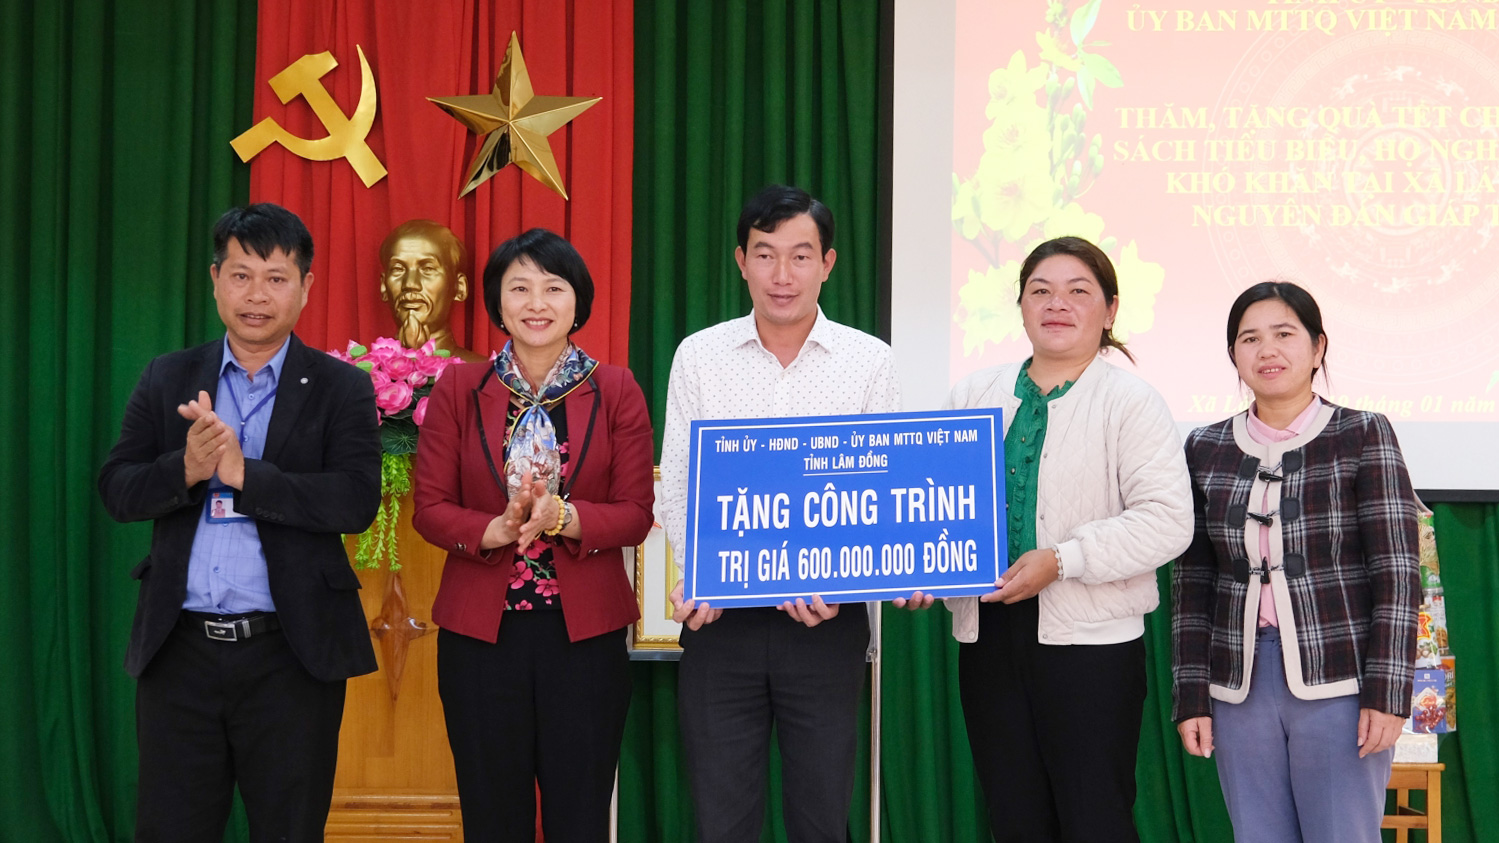 ỦY BAN MTTQ VIỆT NAM
THĂM, TẶNG QUÀ TẾT
SÁCH TIÊU BIỂU, HỘ
KHÓ KHĂN TẠI XÃ
NGUYÊN ĐÁN GIÁP
Xã
tháng 01 năm
TỈNH ỦY - HĐND - UBND - ỦY BAN MTTQ VIỆT NAM
TỈNH LÂM ĐỒNG
TẶNG CÔNG TRÌNH
TRỊ GIÁ 600.000.000 ĐỒNG